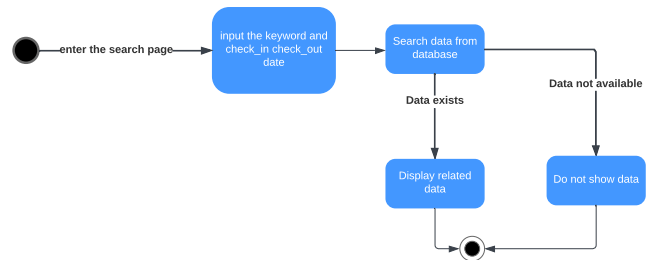 enter the search page
input the keyword and
check_in check_out
date
Search data from
database
Data exists
Data not available
Display related
data
Do not show data